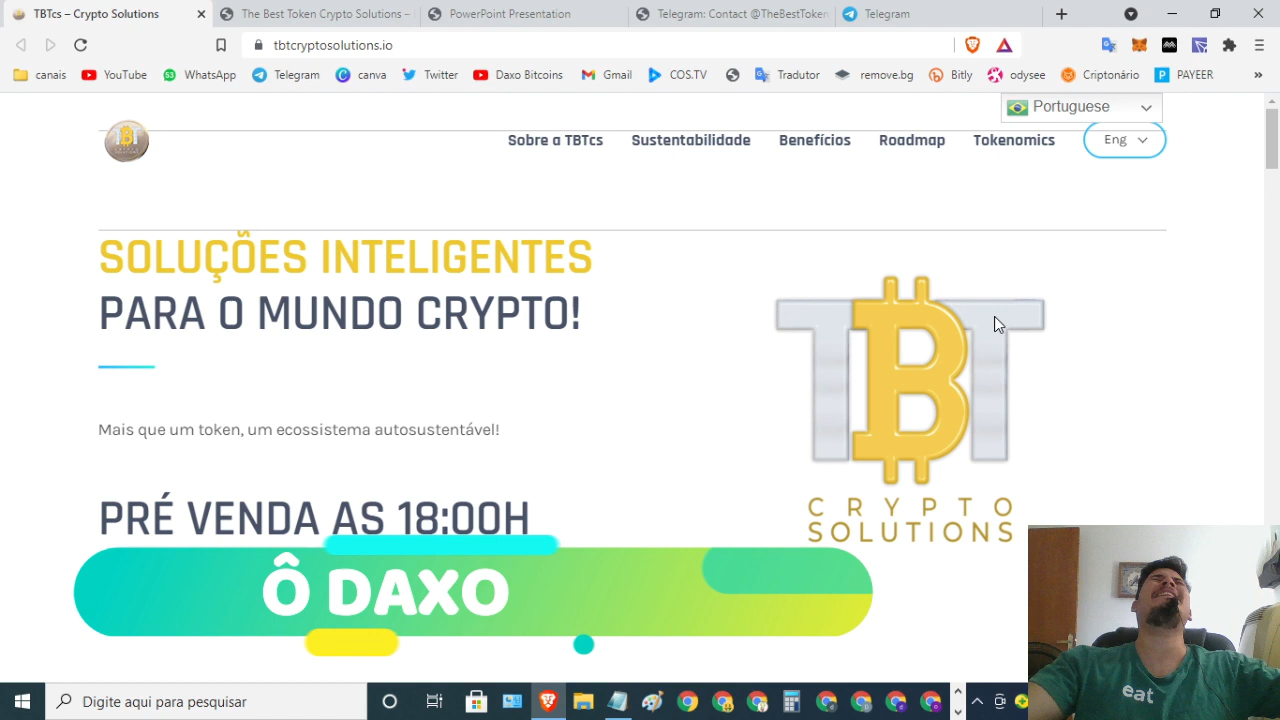 TBTcs – Crypto Solutions
The Best Token Crypto Solutions –
PowerPoint Presentation
Telegram: Contact @TheBestToken
Telegram
tbtcryptosolutions.io
canais
YouTube
WhatsApp
Telegram
canva
Twitter
Daxo Bitcoins
Gmail
COS.TV
Tradutor
remove.bg
Bitly
odysee
Criptonário
PAYEER
Portuguese
Sobre a TBTcs
Sustentabilidade
Benefícios
Roadmap
Tokenomics
Eng
SOLUÇÕES INTELIGENTES
PARA O MUNDO CRYPTO!
Mais que um token, um ecossistema autosustentável!
PRÉ VENDA AS 18:00H
TBT
CRYPTO
SOLUTIONS
Ô DAXO
eat
Digite aqui para pesquisar